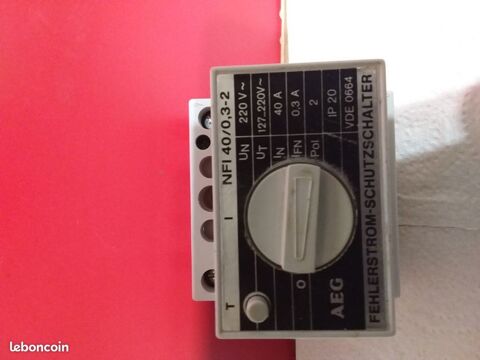 NFI 40/0,3-2
UN 220 V~
UT 127...220V~
IN 40 A
IFN 0,3 A
Pol 2
IP 20
VDE 0664
T
I
O
AEG
FEHLERSTROM-SCHUTZSCHALTER
leboncoin